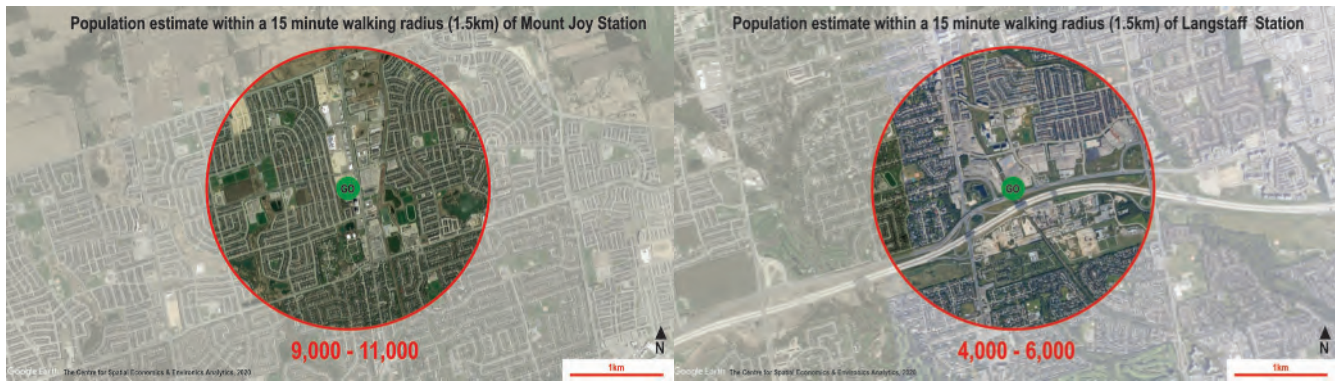 Population estimate within a 15 minute walking radius (1.5km) of Mount Joy Station
GO
9,000 - 11,000
N
1km
Google Earth The Centre for Spatial Economics & Environics Analytics, 2020
Population estimate within a 15 minute walking radius (1.5km) of Langstaff Station
GO
4,000 - 6,000
N
1km
Google Earth The Centre for Spatial Economics & Environics Analytics, 2020